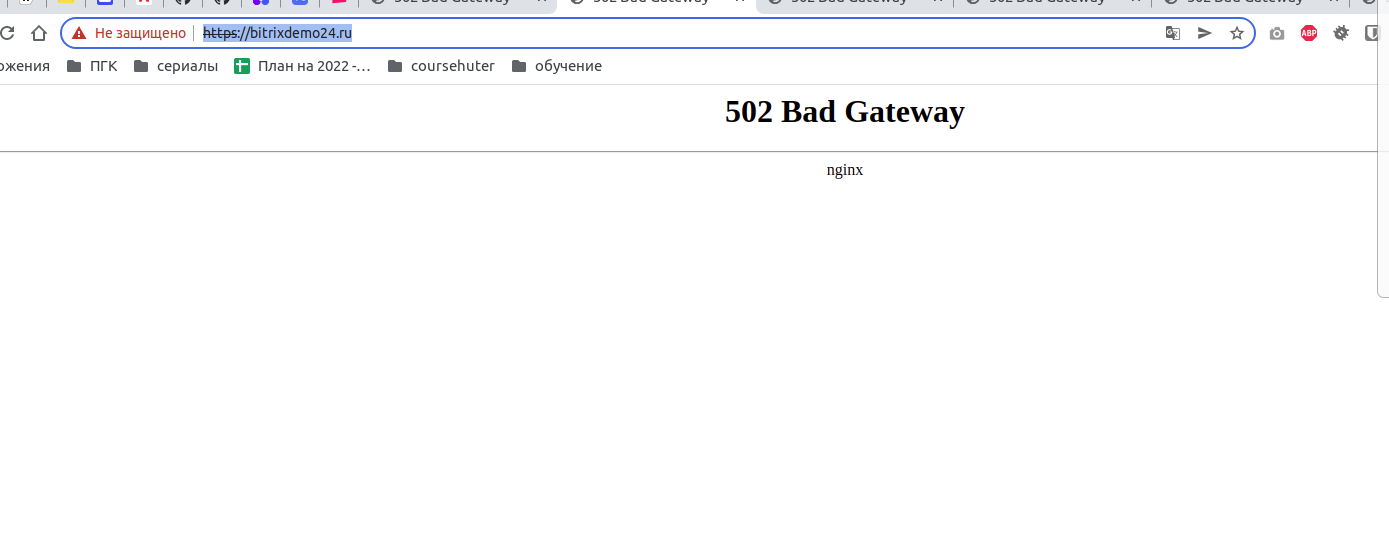 502 Bad Gateway 502 Bad Gateway 502 Bad Gateway 502 Bad Gateway 502 Bad Gateway
Не защищено https://bitrixdemo24.ru ABP
ожения ПГК сериалы План на 2022 -... coursehuter обучение
502 Bad Gateway
nginx